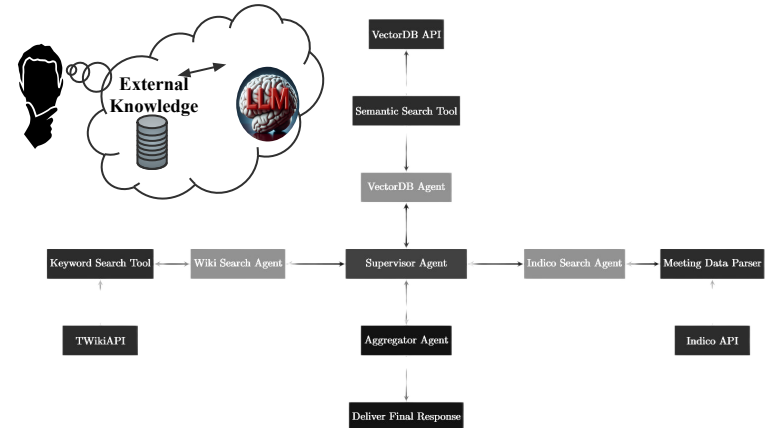 External
Knowledge
LLM
VectorDB API
Semantic Search Tool
VectorDB Agent
Keyword Search Tool
Wiki Search Agent
Supervisor Agent
Indico Search Agent
Meeting Data Parser
TWikiAPI
Aggregator Agent
Indico API
Deliver Final Response